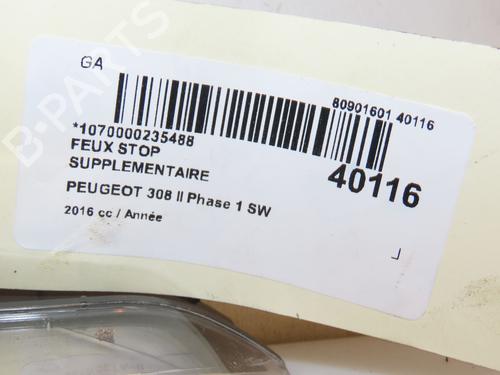 GA
80901601 40116
*1070000235488
FEUX STOP
SUPPLEMENTAIRE
40116
PEUGEOT 308 II Phase 1 SW
2016 cc / Année
B-PARTS